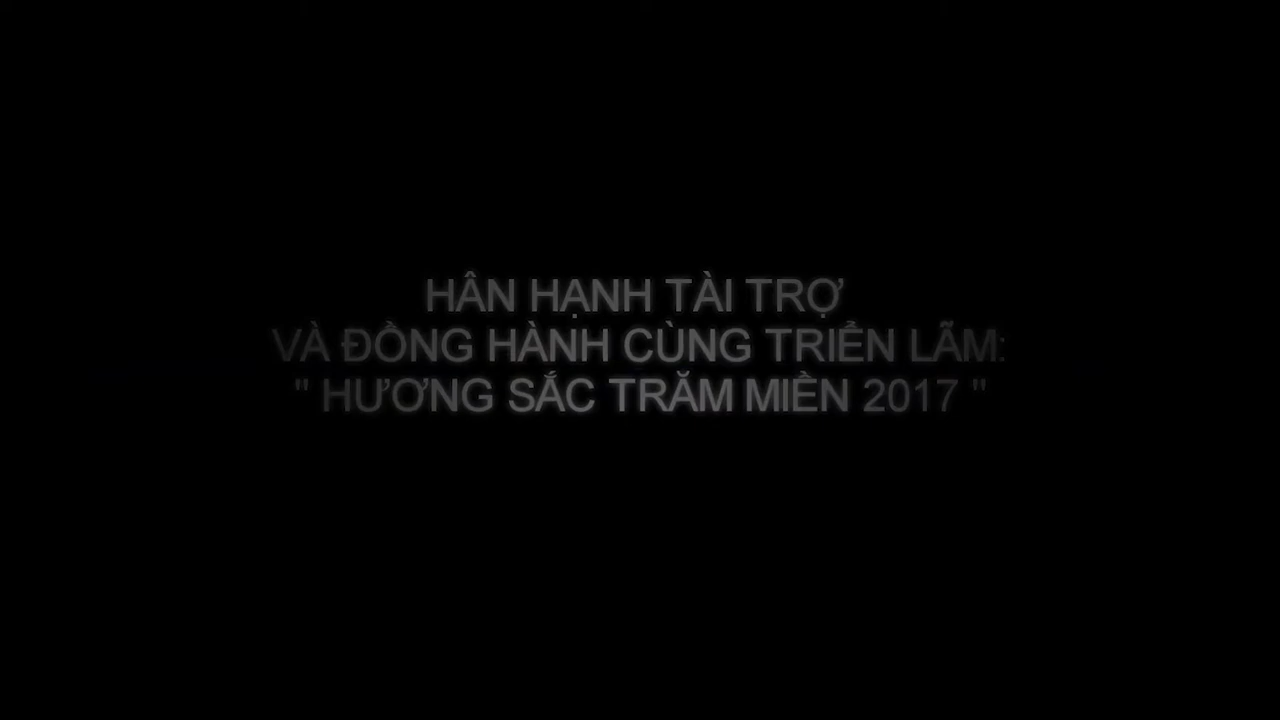 HÂN HẠNH TÀI TRỢ
VÀ ĐỒNG HÀNH CÙNG TRIỂN LÃM:
" HƯƠNG SẮC TRĂM MIỀN 2017 "